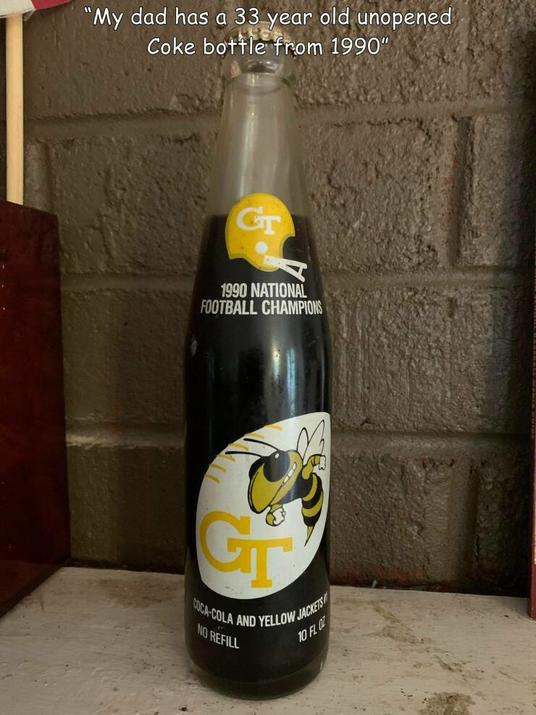 "My dad has a 33 year old unopened
Coke bottle from 1990"
GT
1990 NATIONAL
FOOTBALL CHAMPIONS
GT
COCA-COLA AND YELLOW JACKETS #1
NO REFILL 10 FL OZ